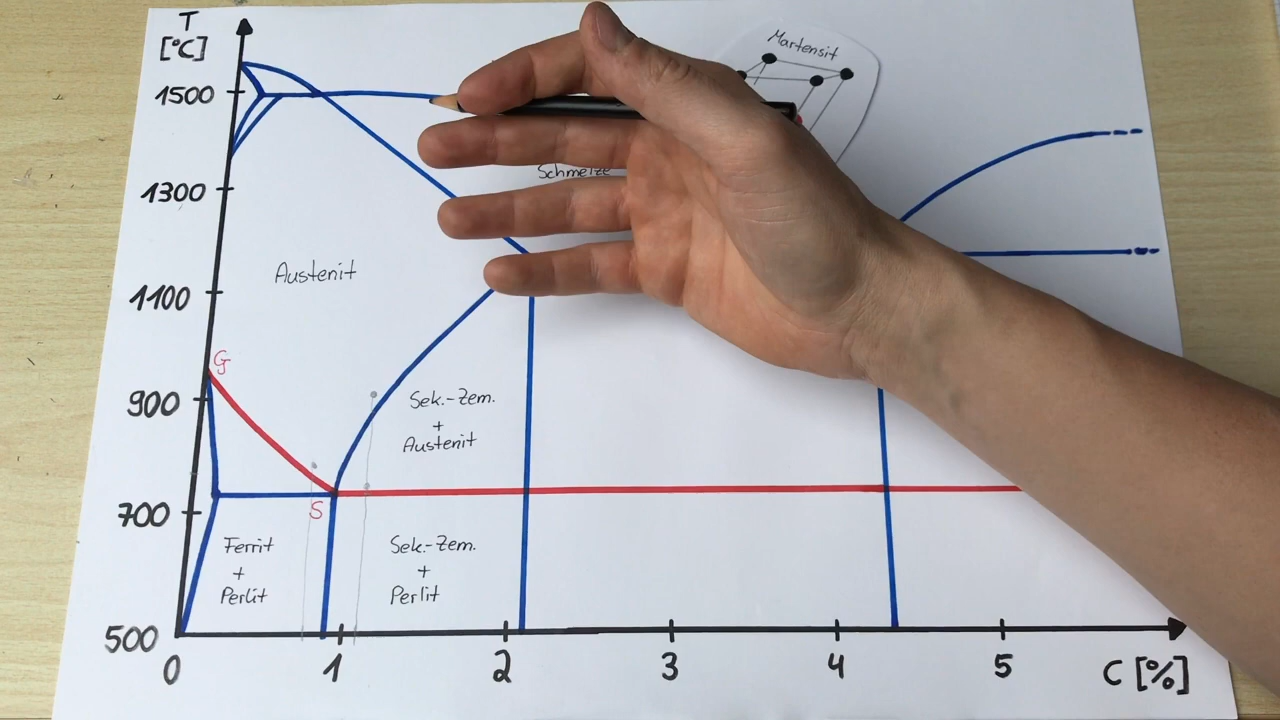 T
[°C]
Martensit
1500
1300
Schmelze
Austenit
1100
G
900
Sek.-Zem.
+
Austenit
S
700
Ferrit
+
Perlit
Sek.-Zem.
+
Perlit
500
0
1
2
3
4
5
C [%]